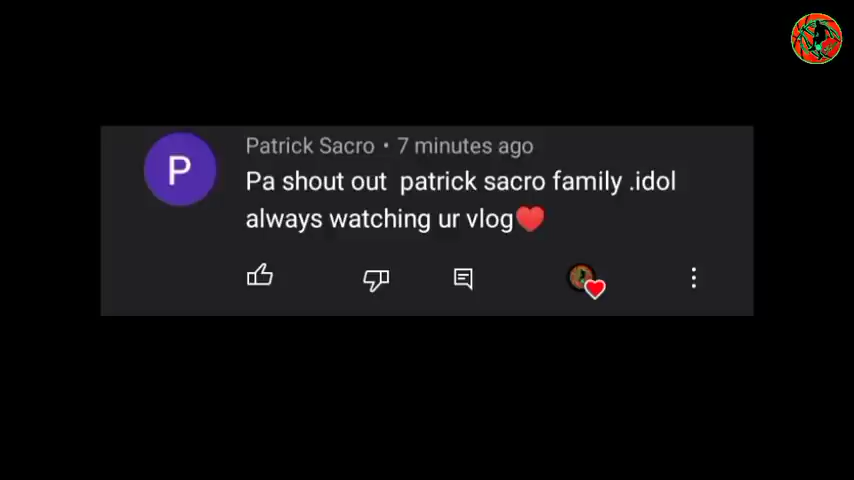 P
Patrick Sacro • 7 minutes ago
Pa shout out  patrick sacro family .idol
always watching ur vlog❤️